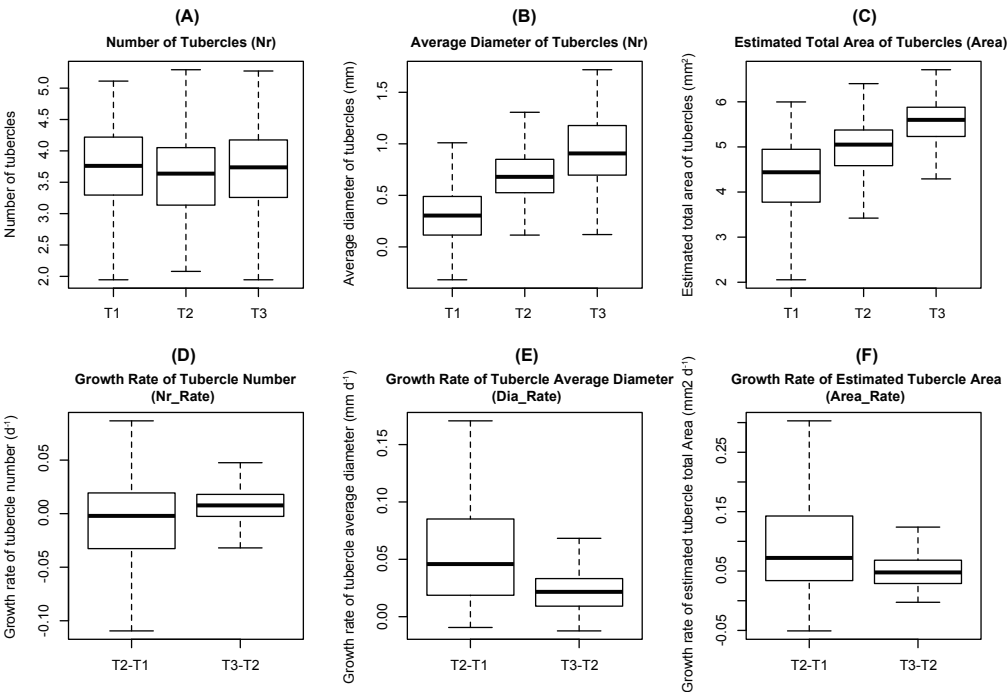 (A)
Number of Tubercles (Nr)
Number of tubercles
5.0
4.5
4.0
3.5
3.0
2.5
2.0
T1
T2
T3
(B)
Average Diameter of Tubercles (Nr)
Average diameter of tubercles (mm)
1.5
1.0
0.5
0.0
T1
T2
T3
(C)
Estimated Total Area of Tubercles (Area)
Estimated total area of tubercles (mm²)
6
5
4
3
2
T1
T2
T3
(D)
Growth Rate of Tubercle Number
(Nr_Rate)
Growth rate of tubercle number (d⁻¹)
0.05
0.00
-0.05
-0.10
T2-T1
T3-T2
(E)
Growth Rate of Tubercle Average Diameter
(Dia_Rate)
Growth rate of tubercle average diameter (mm d⁻¹)
0.15
0.10
0.05
0.00
T2-T1
T3-T2
(F)
Growth Rate of Estimated Tubercle Area
(Area_Rate)
Growth rate of estimated tubercle total Area (mm2 d⁻¹)
0.25
0.15
0.05
-0.05
T2-T1
T3-T2